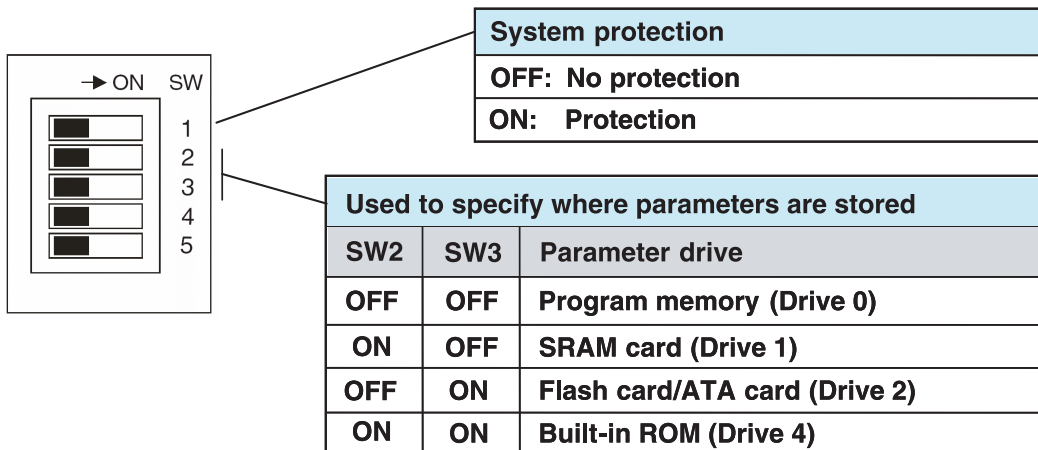 → ON SW
1
2
3
4
5
System protection
OFF: No protection
ON: Protection
Used to specify where parameters are stored
SW2 SW3 Parameter drive
OFF OFF Program memory (Drive 0)
ON OFF SRAM card (Drive 1)
OFF ON Flash card/ATA card (Drive 2)
ON ON Built-in ROM (Drive 4)